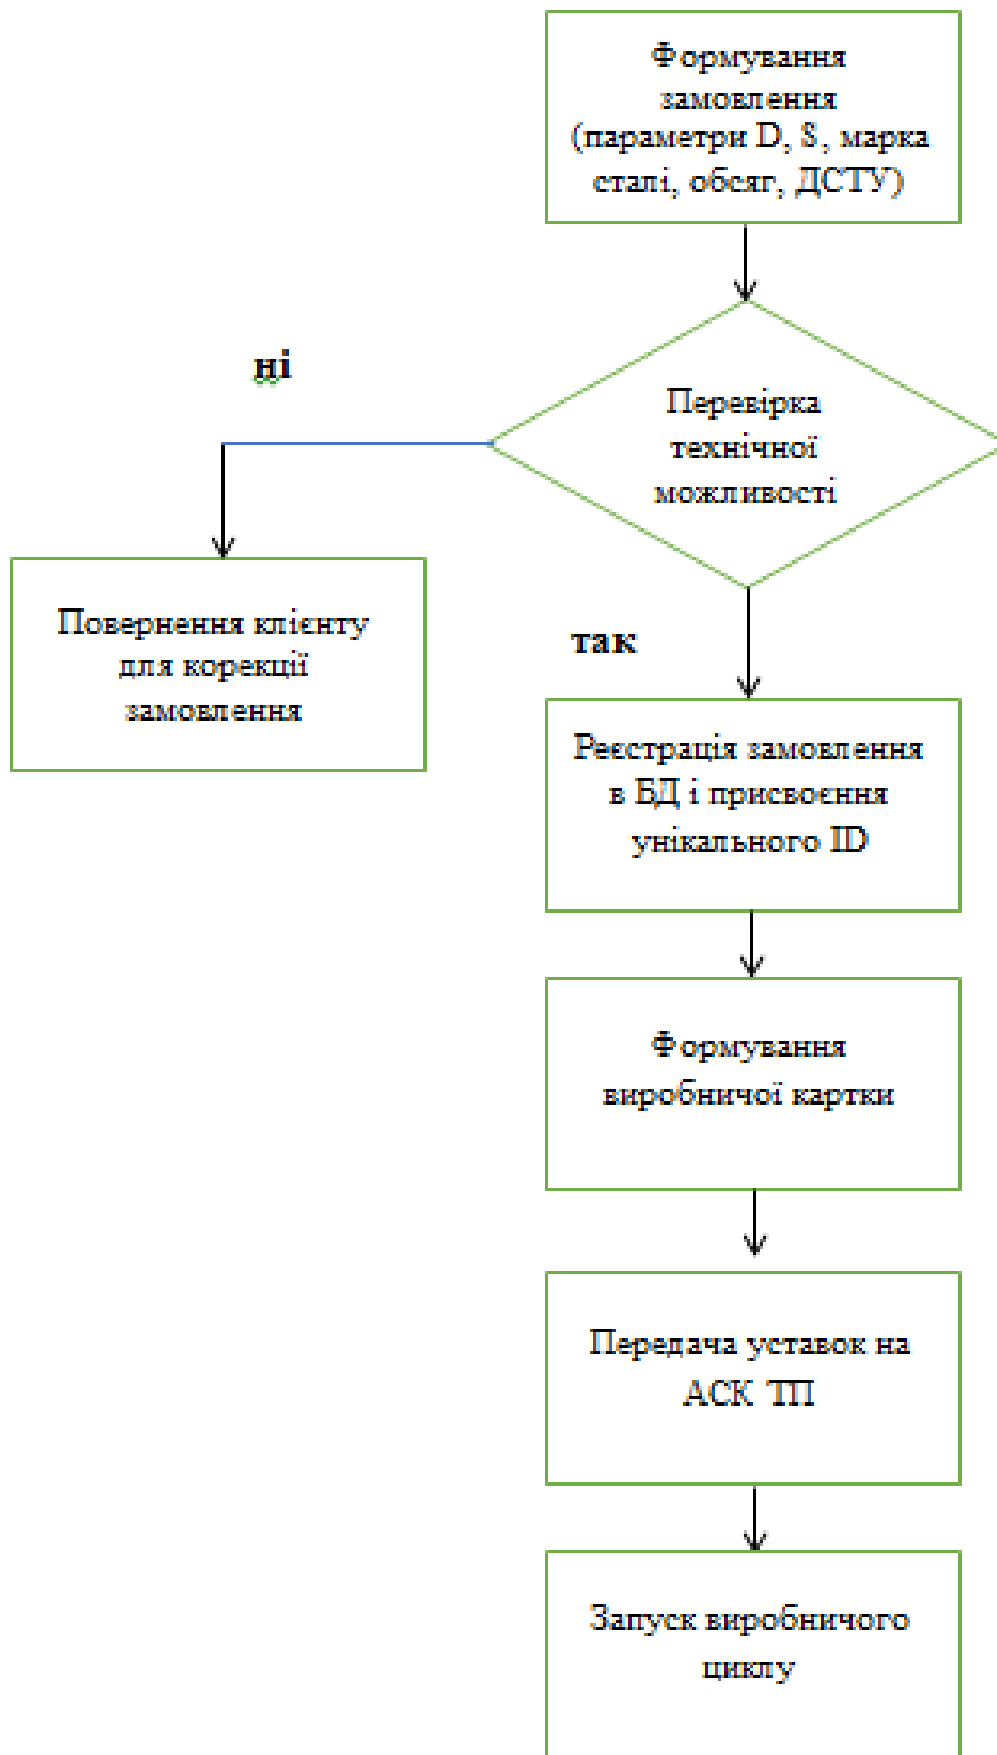 Формування
замовлення
(параметри D, S, марка
сталі, обсяг, ДСТУ)
ні
Перевірка
технічної
можливості
Повернення клієнту
для корекції
замовлення
так
Реєстрація замовлення
в БД і присвоєння
унікального ID
Формування
виробничої картки
Передача уставок на
АСК ТП
Запуск виробничого
циклу